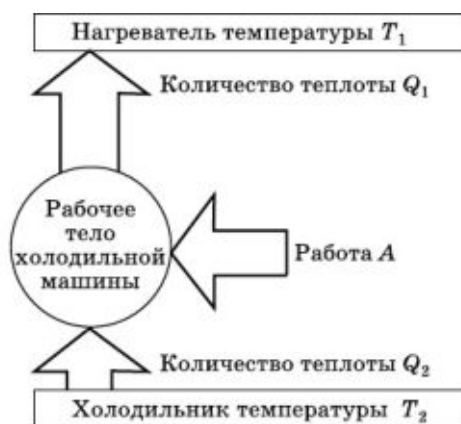 Нагреватель температуры T₁
Количество теплоты Q₁
Рабочее
тело
холодильной
машины
Работа A
Количество теплоты Q₂
Холодильник температуры T₂